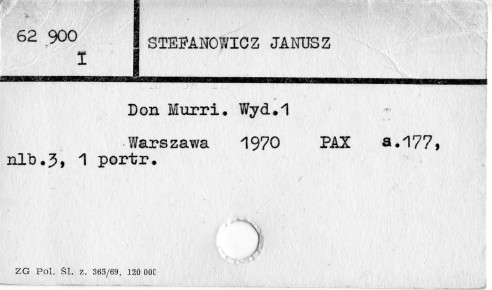 62 900
I
STEFANOWICZ JANUSZ
Don Murri. Wyd.1
Warszawa 1970 PAX s.177,
nlb.3, 1 portr.
ZG Pol. Śl. z. 365/69. 120 000